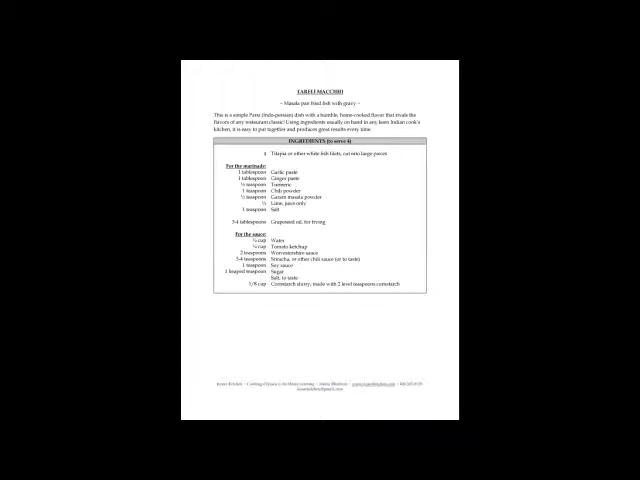 TARELI MACCHHI
~ Masala pan fried fish with gravy ~
This is a simple Parsi (Indo-persian) dish with a humble, home-cooked flavor that rivals the
flavors of any restaurant classic! Using ingredients usually on hand in any keen Indian cook's
kitchen, it is easy to put together and produces great results every time.
INGREDIENTS (to serve 4)
4 Tilapia or other white fish filets, cut into large pieces
For the marinade:
1 tablespoon Garlic paste
1 tablespoon Ginger paste
½ teaspoon Turmeric
1 teaspoon Chili powder
½ teaspoon Garam masala powder
½ Lime, juice only
1 teaspoon Salt
3-4 tablespoons Grapeseed oil, for frying
For the sauce:
Water
Tomato ketchup
2 teaspoons Worcestershire sauce
3-4 teaspoons Sriracha, or other chili sauce (or to taste)
1 teaspoon Soy sauce
1 heaped teaspoon Sugar
Salt, to taste
1/8 cup Cornstarch slurry, made with 2 level teaspoons cornstarch